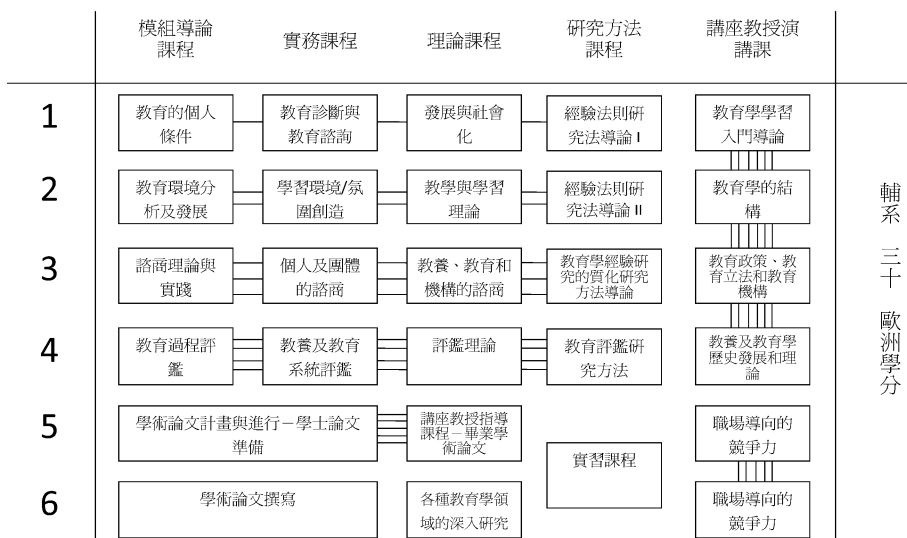 模組導論
課程
實務課程
理論課程
研究方法
課程
講座教授演
講課
1
教育的個人
條件
教育診斷與
教育諮詢
發展與社會
化
經驗法則研
究法導論 I
教育學學習
入門導論
2
教育環境分
析及發展
學習環境/氛
圍創造
教學與學習
理論
經驗法則研
究法導論 II
教育學的結
構
3
諮商理論與
實踐
個人及團體
的諮商
教養、教育和
機構的諮商
教育學經驗研
究的質化研究
方法導論
教育政策、教
育立法和教育
機構
4
教育過程評
鑑
教養及教育
系統評鑑
評鑑理論
教育評鑑研
究方法
教養及教育學
歷史發展和理
論
5
學術論文計畫與進行－學士論文
準備
講座教授指導
課程－畢業學
術論文
實習課程
職場導向的
競爭力
6
學術論文撰寫
各種教育學領
域的深入研究
職場導向的
競爭力
輔系 三十 歐洲學分